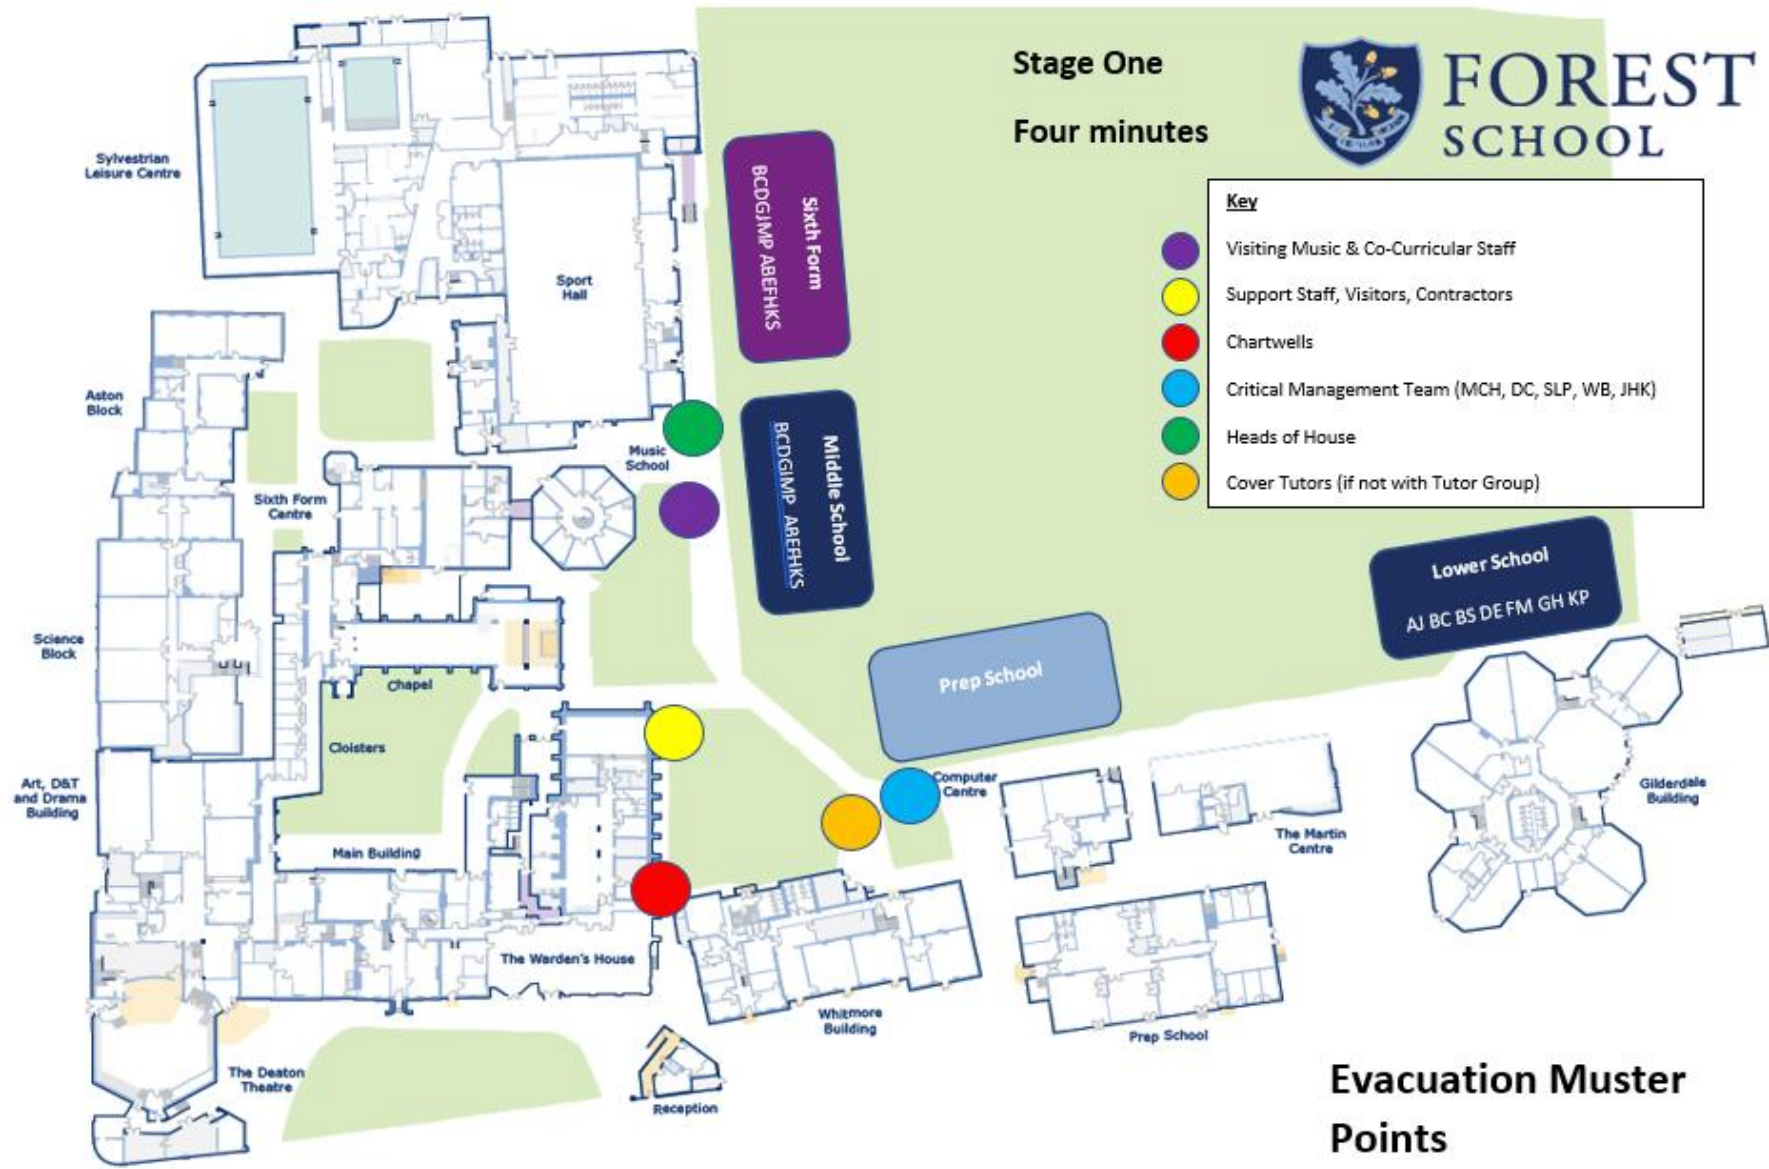 Stage One
Four minutes
FOREST
SCHOOL
Key
Visiting Music & Co-Curricular Staff
Support Staff, Visitors, Contractors
Chartwells
Critical Management Team (MCH, DC, SLP, WB, JHK)
Heads of House
Cover Tutors (if not with Tutor Group)
Sylvestrian
Leisure Centre
Sport
Hall
Sixth Form
BCDGJMP ABEFHKS
Aston
Block
Music
School
Middle School
BCDGJMP ABEFHKS
Sixth Form
Centre
Lower School
AJ BC BS DE FM GH KP
Science
Block
Chapel
Prep School
Cloisters
Art, D&T
and Drama
Building
Computer
Centre
Gilderdale
Building
Main Building
The Martin
Centre
The Warden's House
Whitmore
Building
Prep School
The Deaton
Theatre
Reception
Evacuation Muster
Points